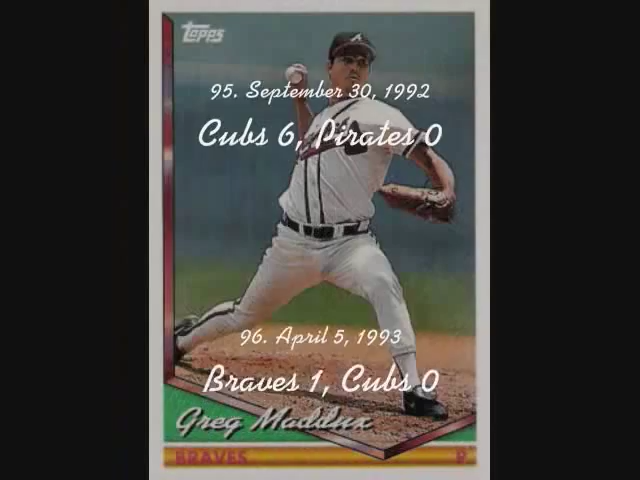 Topps
95. September 30, 1992
Cubs 6, Pirates 0
96. April 5, 1993
Braves 1, Cubs 0
Greg Maddux
BRAVES P